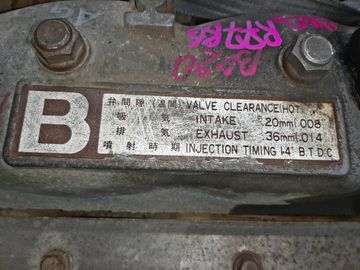 B
弁間隙(温間) VALVE CLEARANCE(HOT)
吸気 INTAKE 20mm(.008
排気 EXHAUST 36mm(.014
噴射時期 INJECTION TIMING 14° B.T.D.C